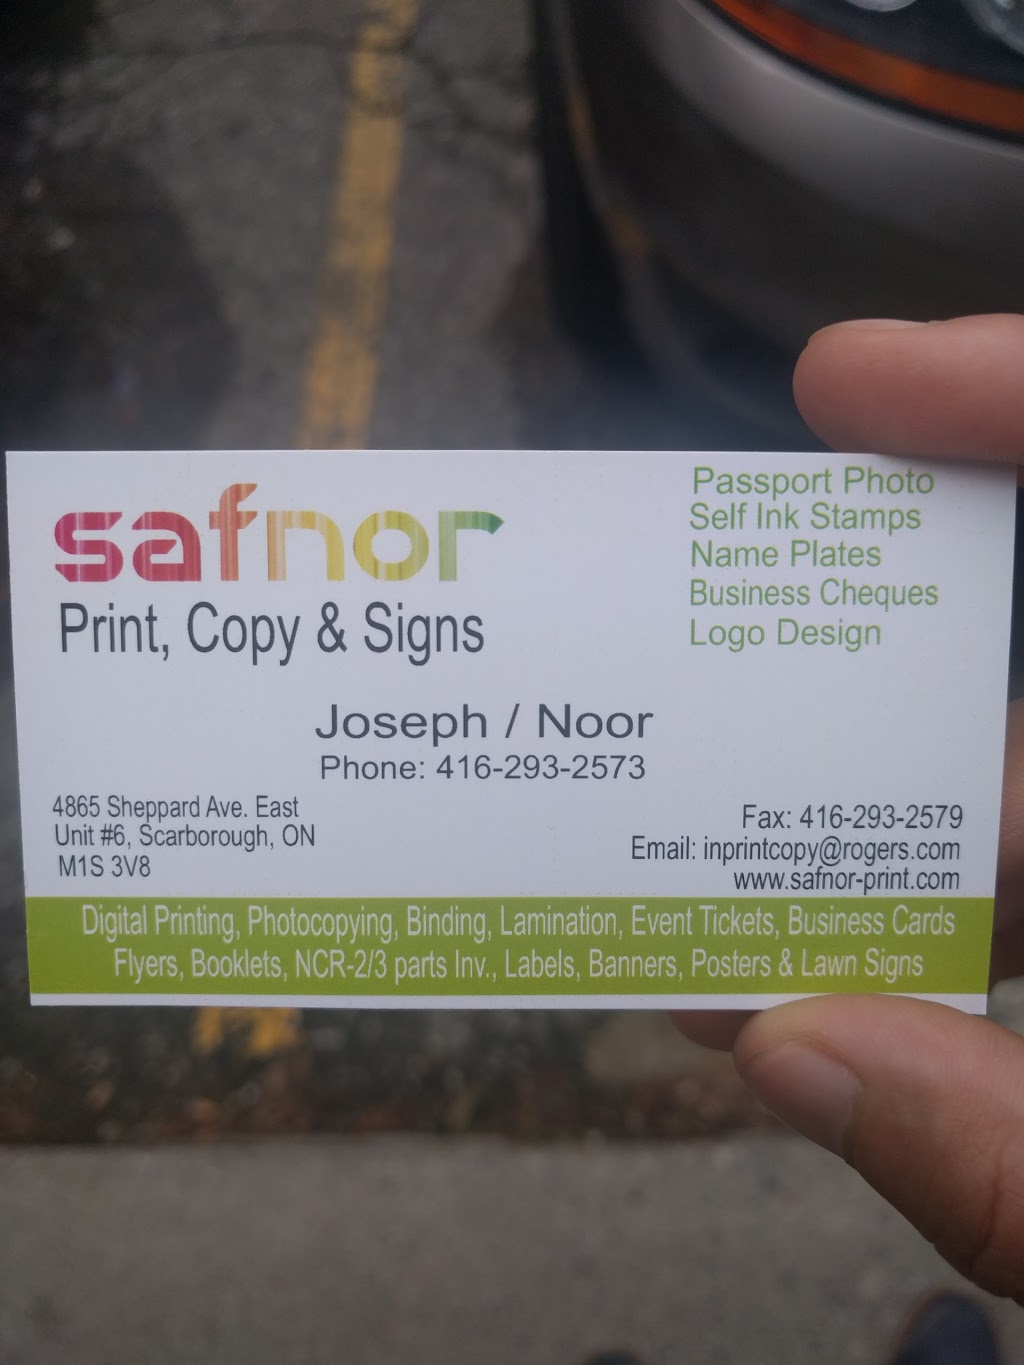 safnor
Print, Copy & Signs
Passport Photo
Self Ink Stamps
Name Plates
Business Cheques
Logo Design
Joseph / Noor
Phone: 416-293-2573
4865 Sheppard Ave. East
Unit #6, Scarborough, ON
M1S 3V8
Fax: 416-293-2579
Email: inprintcopy@rogers.com
www.safnor-print.com
Digital Printing, Photocopying, Binding, Lamination, Event Tickets, Business Cards
Flyers, Booklets, NCR-2/3 parts Inv., Labels, Banners, Posters & Lawn Signs